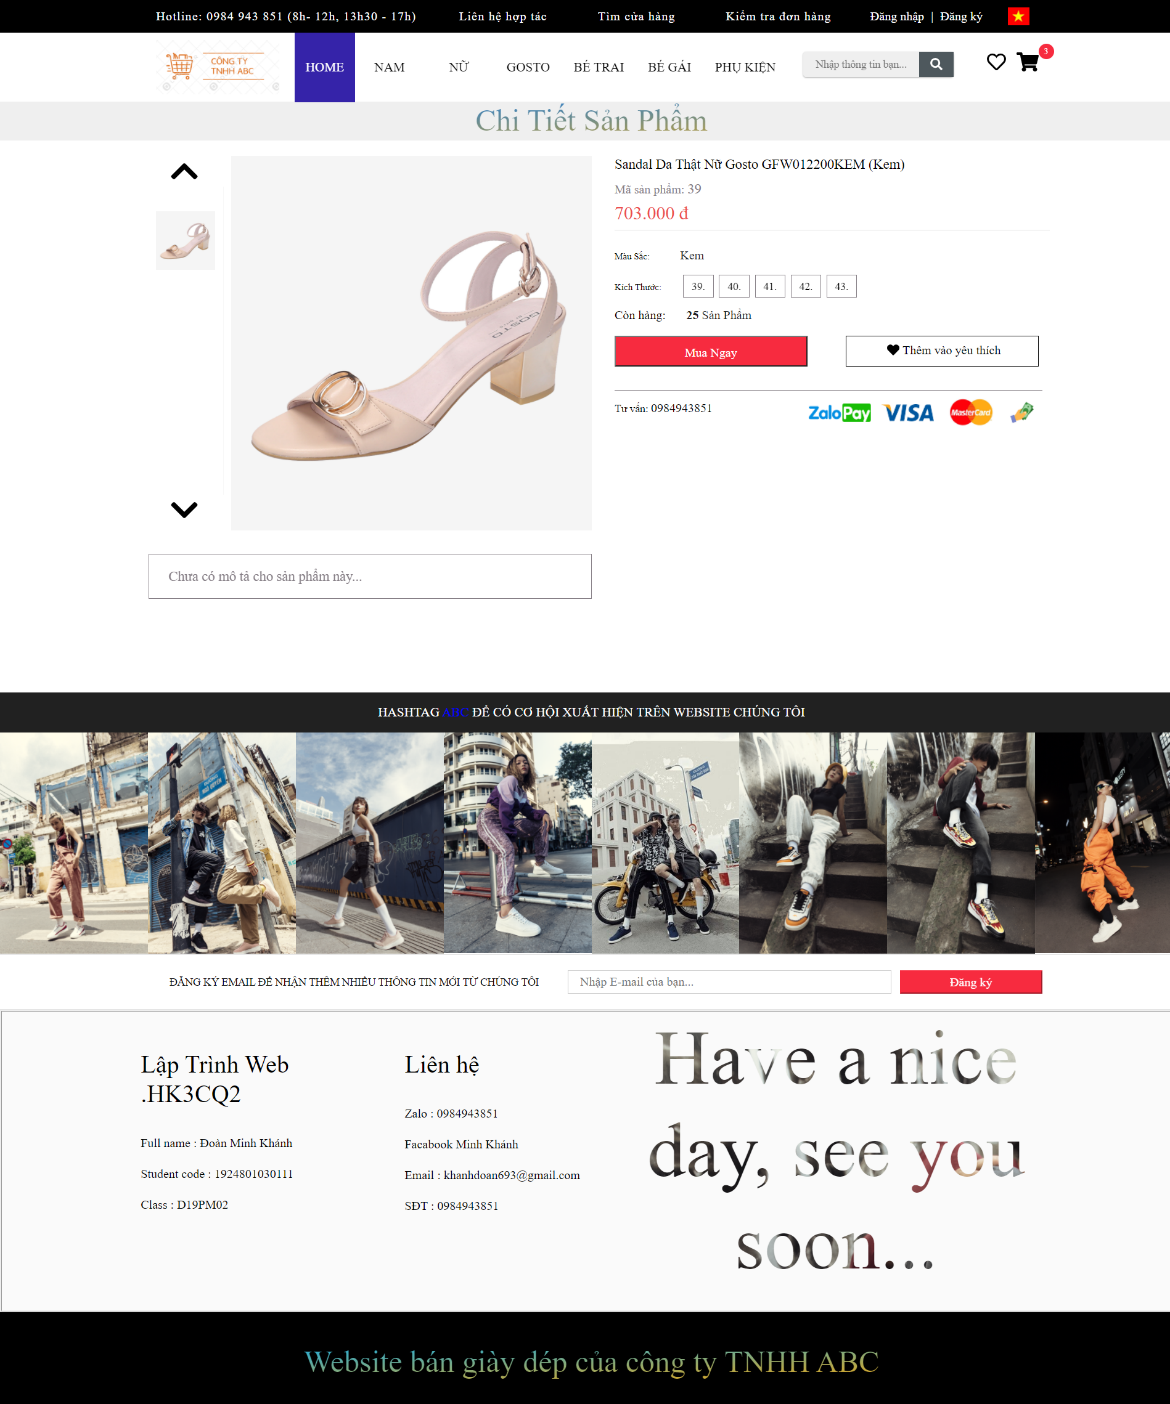 Hotline: 0984 943 851 (8h- 12h, 13h30 - 17h) Liên hệ hợp tác Tìm cửa hàng Kiểm tra đơn hàng Đăng nhập | Đăng ký
CÔNG TY
TNHH ABC
HOME NAM NỮ GOSTO BÉ TRAI BÉ GÁI PHỤ KIỆN Nhập thông tin bạn... 3
Chi Tiết Sản Phẩm
Sandal Da Thật Nữ Gosto GFW012200KEM (Kem)
Mã sản phẩm: 39
703.000 đ
Màu Sắc: Kem
Kích Thước: 39. 40. 41. 42. 43.
Còn hàng: 25 Sản Phẩm
Mua Ngay Thêm vào yêu thích
Tư vấn: 0984943851 ZaloPay VISA MasterCard
GOSTO
Chưa có mô tả cho sản phẩm này...
HASHTAG ABC ĐỂ CÓ CƠ HỘI XUẤT HIỆN TRÊN WEBSITE CHÚNG TÔI
ĐĂNG KÝ EMAIL ĐỂ NHẬN THÊM NHIỀU THÔNG TIN MỚI TỪ CHÚNG TÔI Nhập E-mail của bạn... Đăng ký
Lập Trình Web
.HK3CQ2
Full name : Đoàn Minh Khánh
Student code : 1924801030111
Class : D19PM02
Liên hệ
Zalo : 0984943851
Facabook Minh Khánh
Email : khanhdoan693@gmail.com
SĐT : 0984943851
Have a nice
day, see you
soon...
Website bán giày dép của công ty TNHH ABC